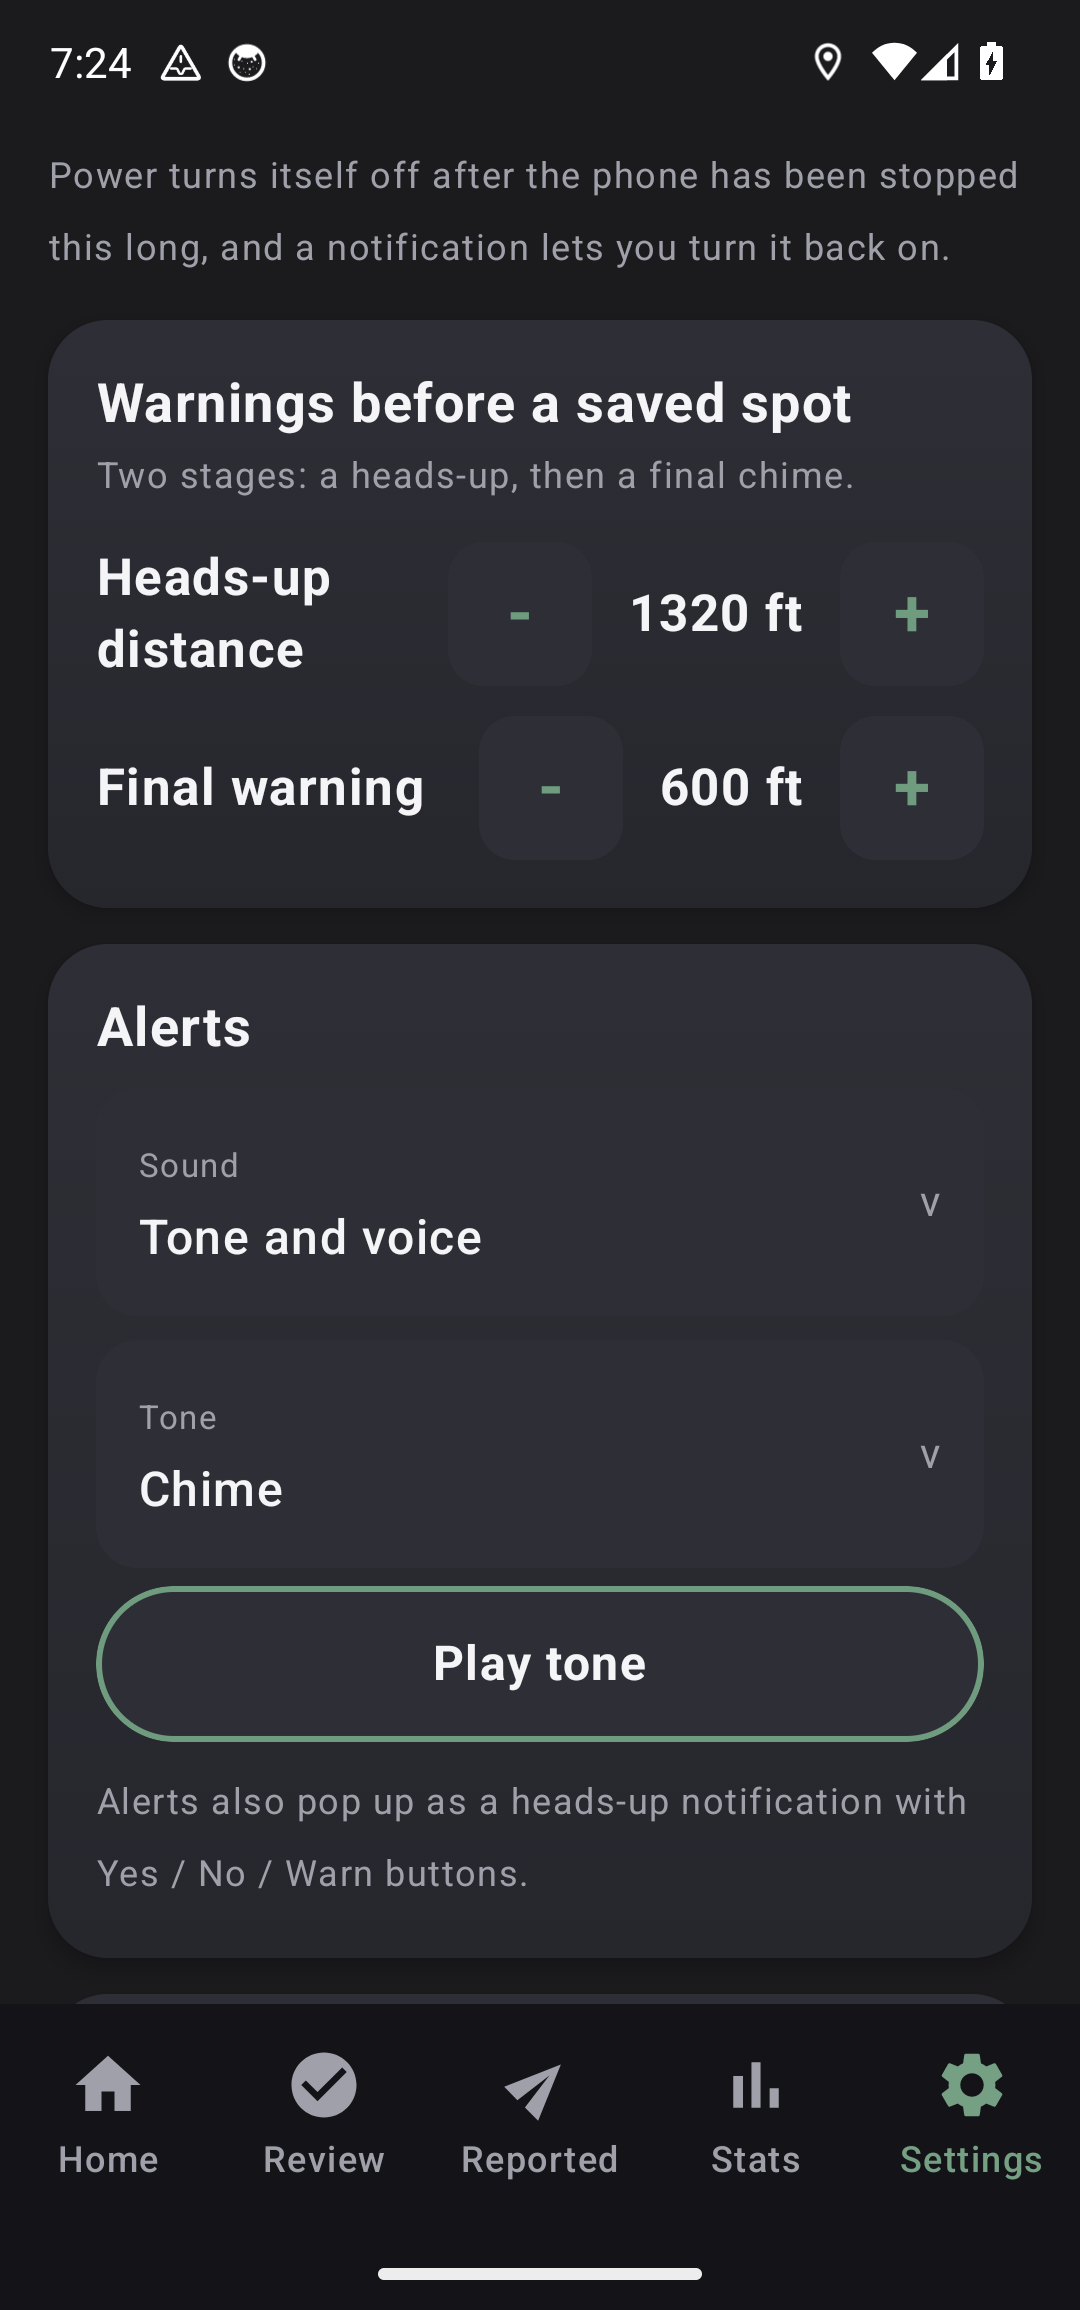 7:24
Power turns itself off after the phone has been stopped
this long, and a notification lets you turn it back on.
Warnings before a saved spot
Two stages: a heads-up, then a final chime.
Heads-up
distance
- 1320 ft +
Final warning - 600 ft +
Alerts
Sound
Tone and voice
v
Tone
Chime
v
Play tone
Alerts also pop up as a heads-up notification with
Yes / No / Warn buttons.
Home Review Reported Stats Settings